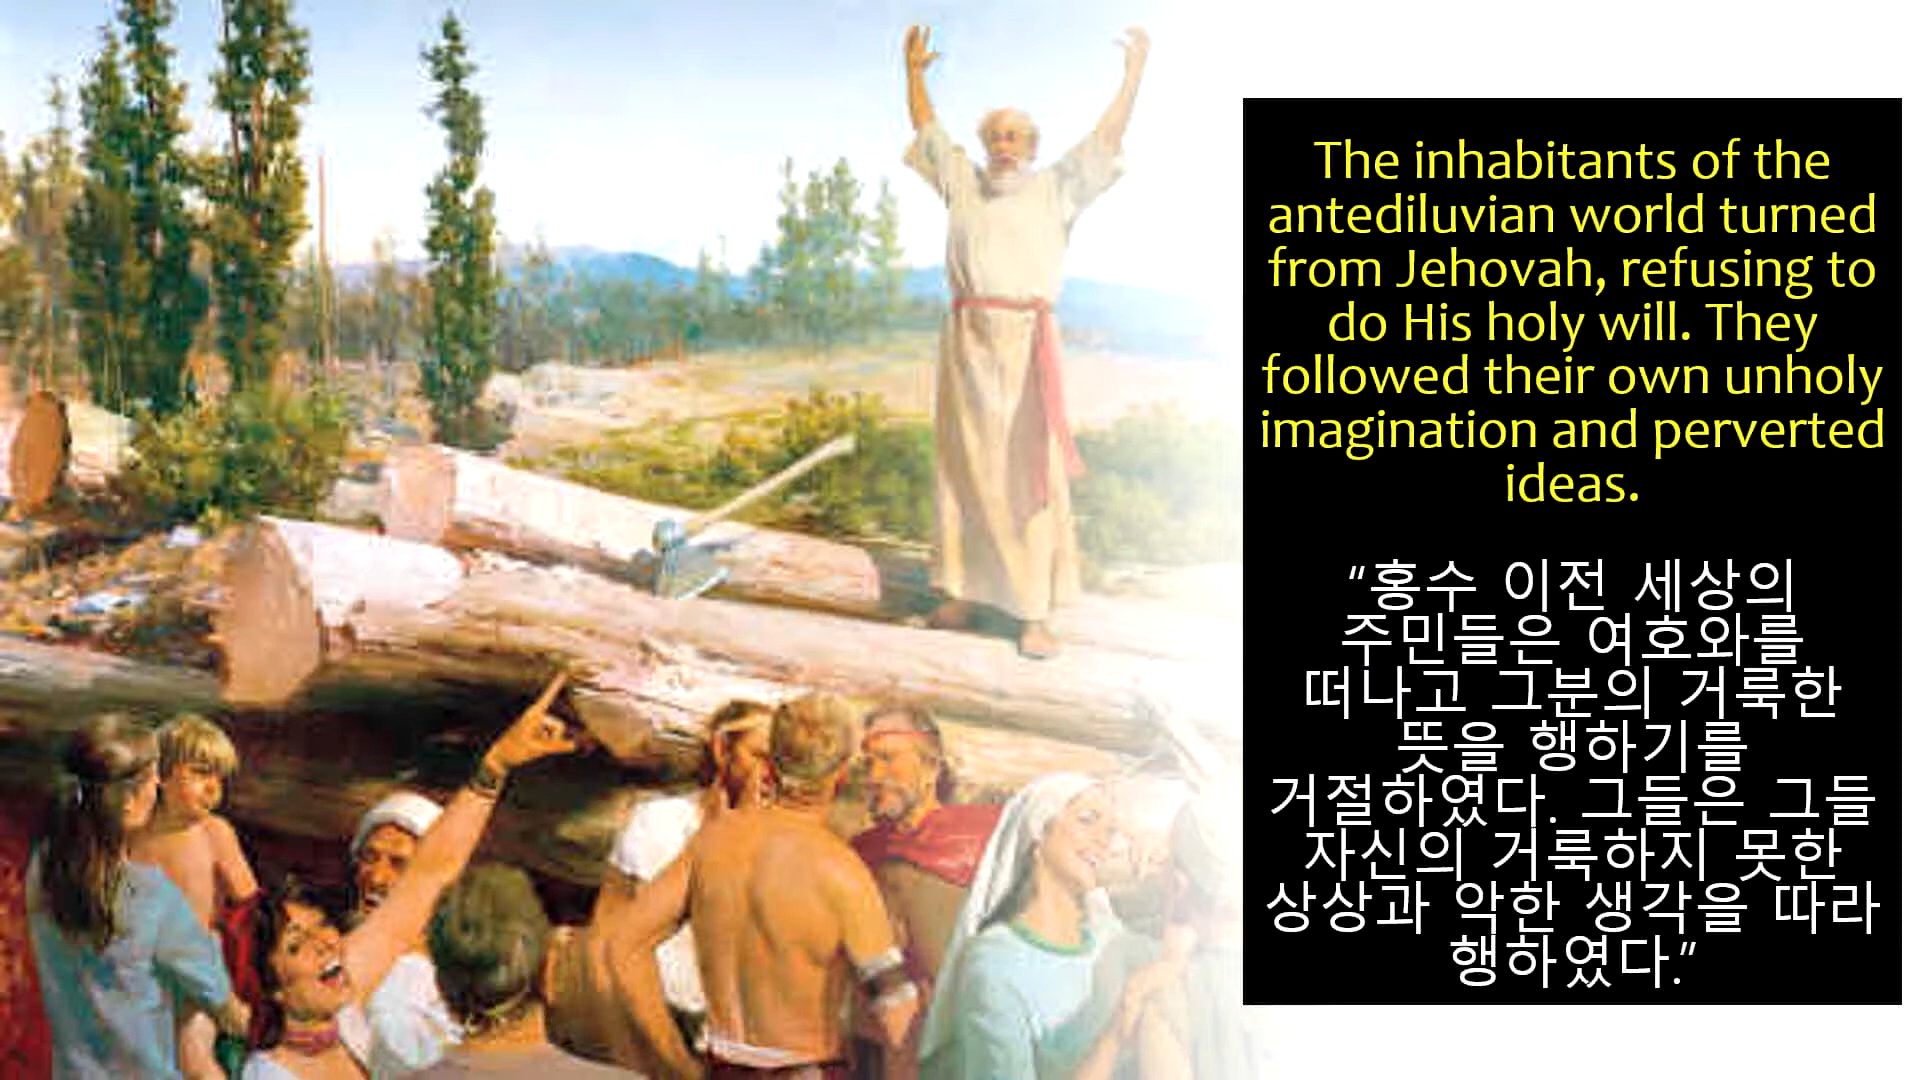 The inhabitants of the
antediluvian world turned
from Jehovah, refusing to
do His holy will. They
followed their own unholy
imagination and perverted
ideas.
“홍수 이전 세상의
주민들은 여호와를
떠나고 그분의 거룩한
뜻을 행하기를
거절하였다. 그들은 그들
자신의 거룩하지 못한
상상과 악한 생각을 따라
행하였다.”